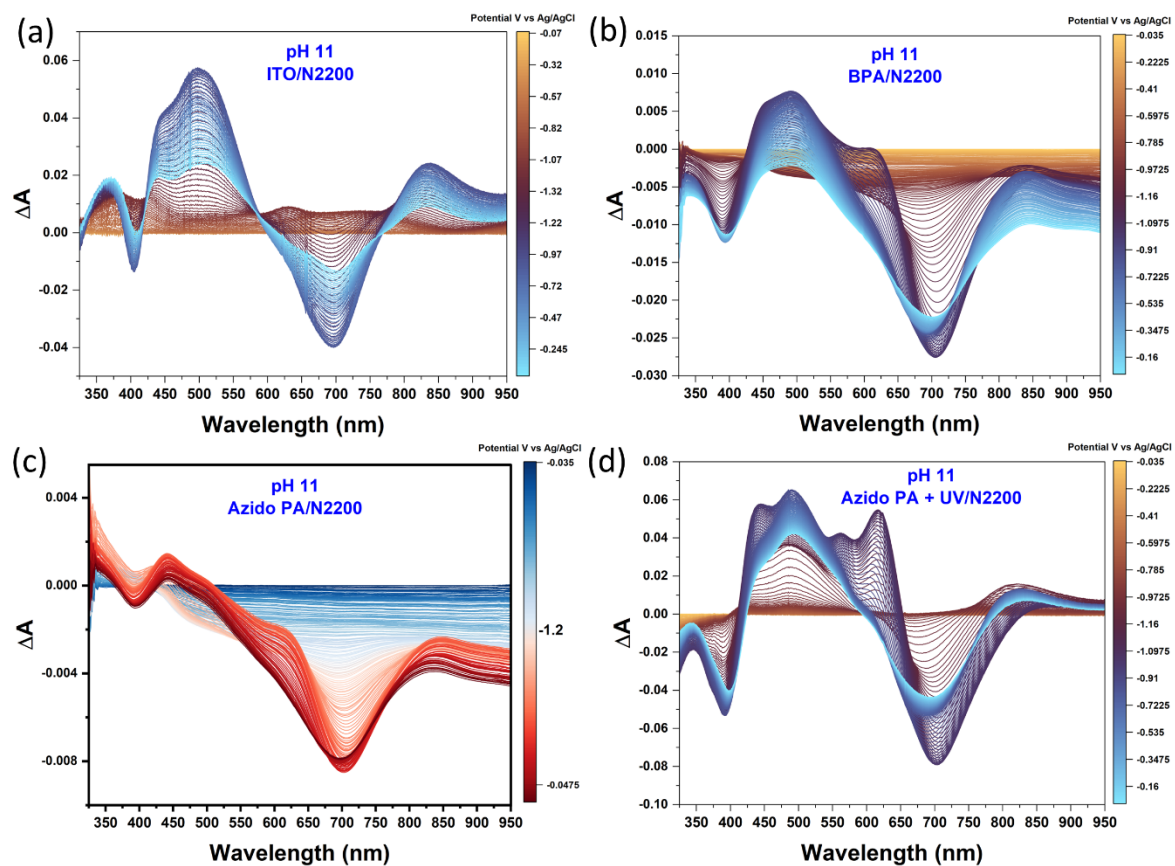 (a)
Potential V vs Ag/AgCl
pH 11
ITO/N2200
0.06
0.04
0.02
0.00
-0.02
-0.04
ΔA
350 400 450 500 550 600 650 700 750 800 850 900 950
Wavelength (nm)
-0.07
-0.32
-0.57
-0.82
-1.07
-1.32
-1.22
-0.97
-0.72
-0.47
-0.245
(b)
Potential V vs Ag/AgCl
pH 11
BPA/N2200
0.015
0.010
0.005
0.000
-0.005
-0.010
-0.015
-0.020
-0.025
-0.030
ΔA
350 400 450 500 550 600 650 700 750 800 850 900 950
Wavelength (nm)
-0.035
-0.2225
-0.41
-0.5975
-0.785
-0.9725
-1.16
-1.0975
-0.91
-0.7225
-0.535
-0.3475
-0.16
(c)
Potential V vs Ag/AgCl
pH 11
Azido PA/N2200
0.004
0.000
-0.004
-0.008
ΔA
350 400 450 500 550 600 650 700 750 800 850 900 950
Wavelength (nm)
-0.035
-1.2
-0.0475
(d)
Potential V vs Ag/AgCl
pH 11
Azido PA + UV/N2200
0.08
0.06
0.04
0.02
0.00
-0.02
-0.04
-0.06
-0.08
-0.10
ΔA
350 400 450 500 550 600 650 700 750 800 850 900 950
Wavelength (nm)
-0.035
-0.2225
-0.41
-0.5975
-0.785
-0.9725
-1.16
-1.0975
-0.91
-0.7225
-0.535
-0.3475
-0.16